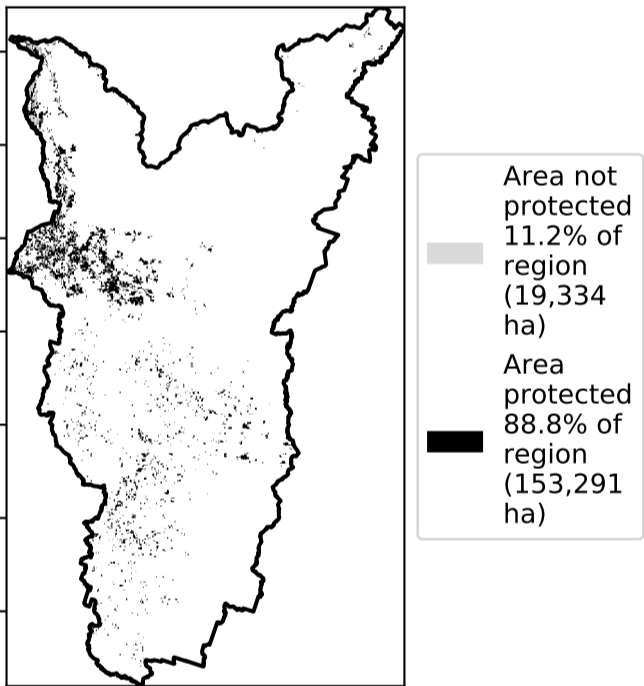 Area not
protected
11.2% of
region
(19,334
ha)
Area
protected
88.8% of
region
(153,291
ha)